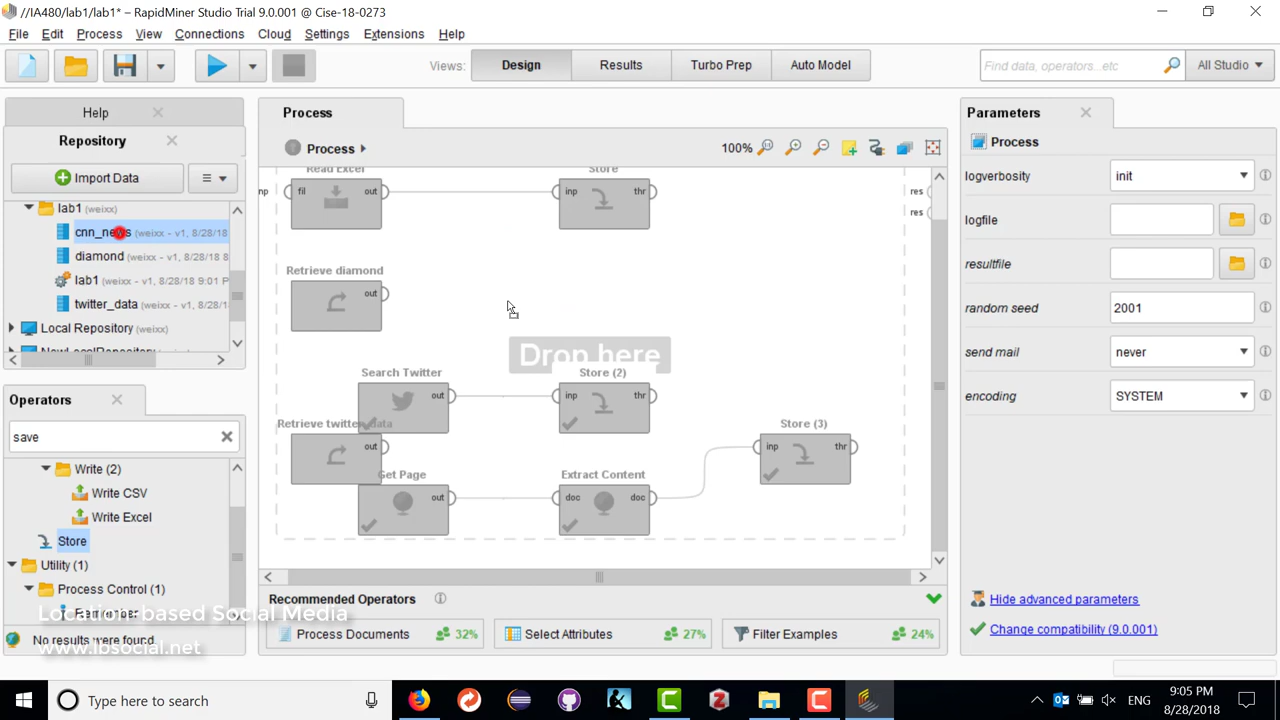 //IA480/lab1/lab1* – RapidMiner Studio Trial 9.0.001 @ Cise-18-0273
File Edit Process View Connections Cloud Settings Extensions Help
Views: Design Results Turbo Prep Auto Model
Find data, operators...etc All Studio
Help
Repository
Import Data
lab1 (weixx)
cnn_news (weixx – v1, 8/28/18
diamond (weixx – v1, 8/28/18 8
lab1 (weixx – v1, 8/28/18 9:01 P
twitter_data (weixx – v1, 8/28/1
Local Repository (weixx)
NewLocalRepository
Operators
save
Write (2)
Write CSV
Write Excel
Store
Utility (1)
Process Control (1)
No results were found.
Process
Process
100%
Read Excel
Store
inp
fil out
inp thr
res
res
Retrieve diamond
out
Drop here
Search Twitter
out
Store (2)
inp thr
Retrieve twitter_data
out
Store (3)
inp thr
Get Page
out
Extract Content
doc doc
Recommended Operators
Process Documents 32%
Select Attributes 27%
Filter Examples 24%
Parameters
Process
logverbosity init
logfile
resultfile
random seed 2001
send mail never
encoding SYSTEM
Hide advanced parameters
Change compatibility (9.0.001)
Location-based Social Media
www.lbsocial.net
Type here to search
ENG
9:05 PM
8/28/2018